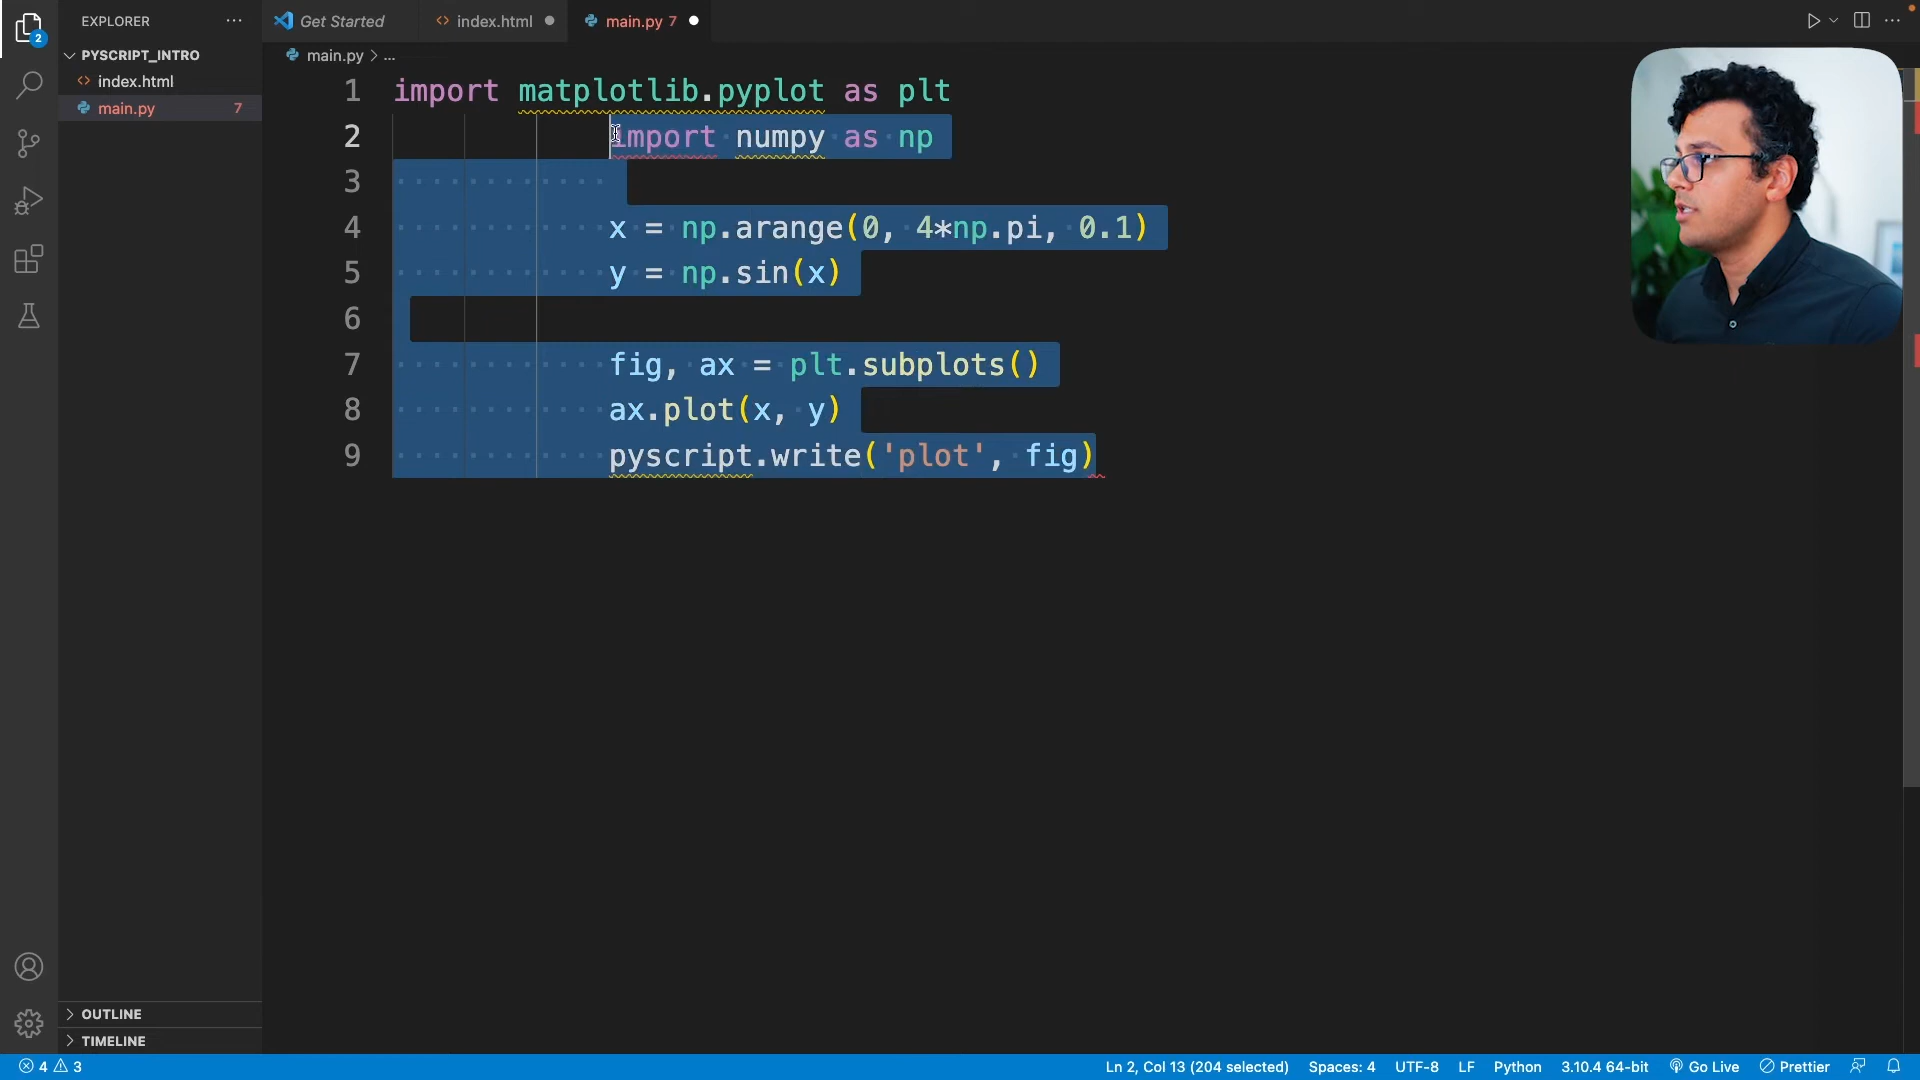 EXPLORER ...
Get Started
index.html
main.py 7
2
PYSCRIPT_INTRO
main.py > ...
index.html
main.py 7
1 import matplotlib.pyplot as plt
2 import numpy as np
3
4 x = np.arange(0, 4*np.pi, 0.1)
5 y = np.sin(x)
6
7 fig, ax = plt.subplots()
8 ax.plot(x, y)
9 pyscript.write('plot', fig)
OUTLINE
TIMELINE
4 3 Ln 2, Col 13 (204 selected) Spaces: 4 UTF-8 LF Python 3.10.4 64-bit Go Live Prettier